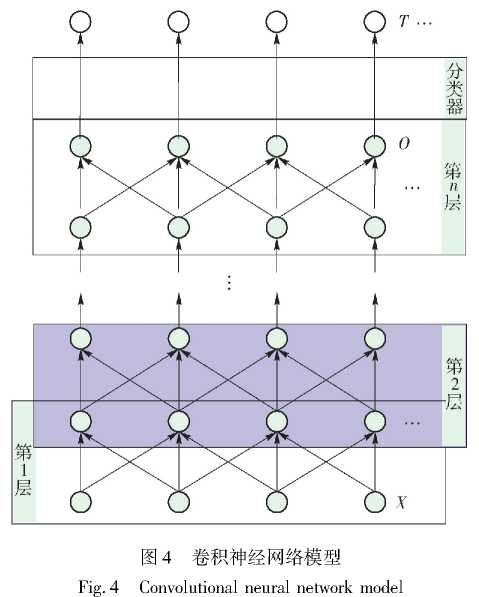 T …
分类器
O
第n层
…
⋮
第2层
…
第1层
X
图4 卷积神经网络模型
Fig.4 Convolutional neural network model